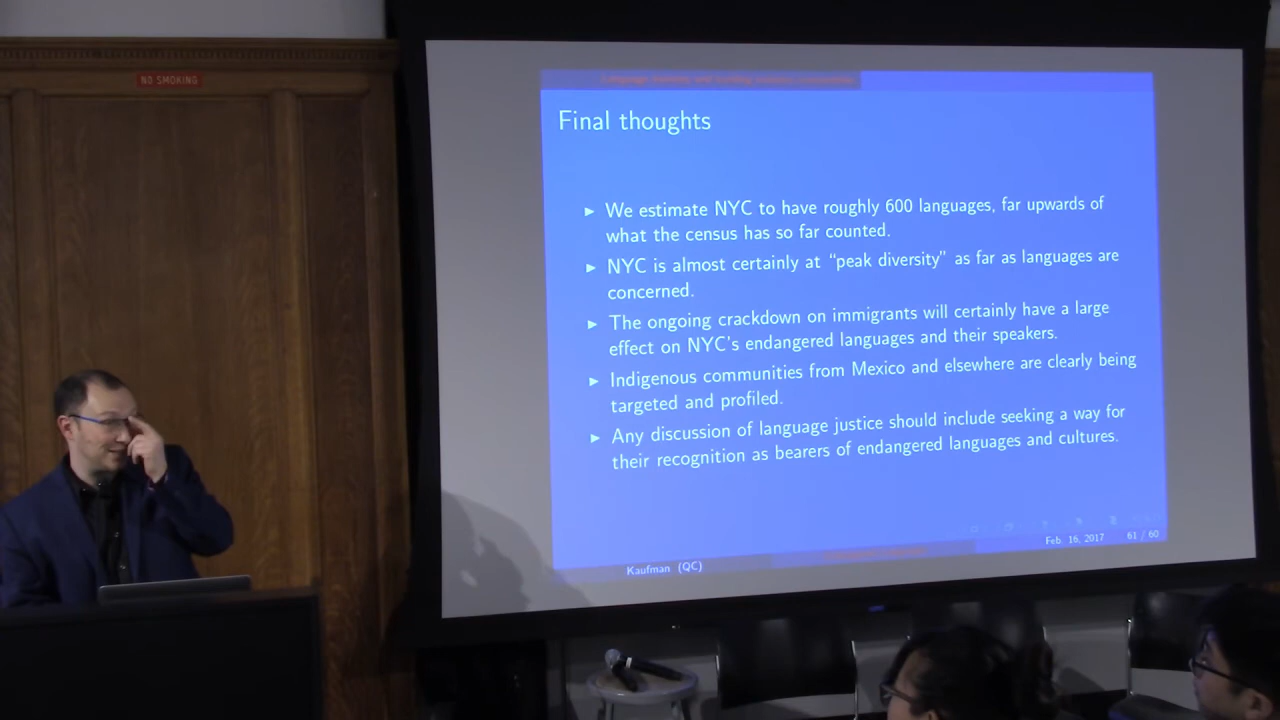 NO SMOKING
Final thoughts
► We estimate NYC to have roughly 600 languages, far upwards of
what the census has so far counted.
► NYC is almost certainly at “peak diversity” as far as languages are
concerned.
► The ongoing crackdown on immigrants will certainly have a large
effect on NYC's endangered languages and their speakers.
► Indigenous communities from Mexico and elsewhere are clearly being
targeted and profiled.
► Any discussion of language justice should include seeking a way for
their recognition as bearers of endangered languages and cultures.
Kaufman (QC)
Feb. 16, 2017
61 / 60